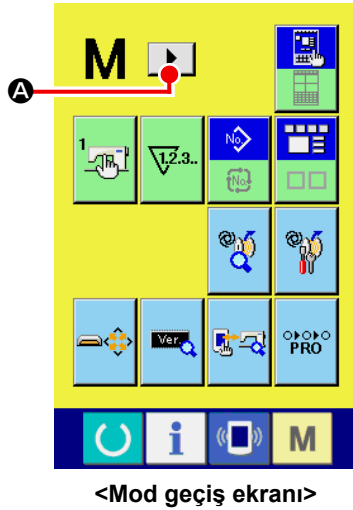 M
A
1
1.2.3..
No.
No.
Ver.
PRO
i
M
<Mod geçiş ekranı>